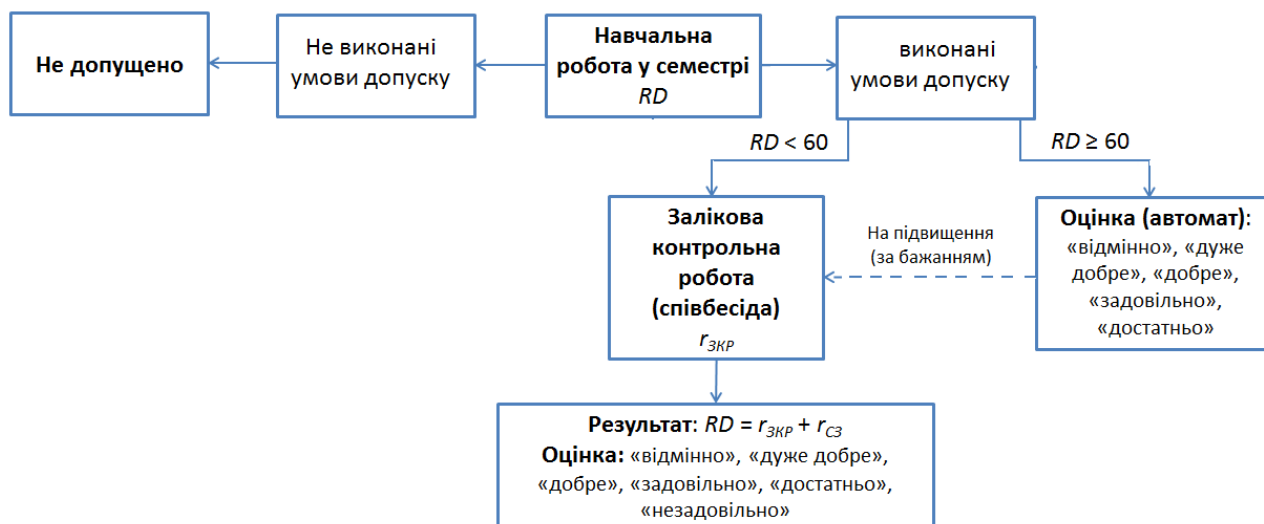 Не допущено
Не виконані
умови допуску
Навчальна
робота у семестрі
RD
виконані
умови допуску
RD < 60
RD ≥ 60
Залікова
контрольна
робота
(співбесіда)
rЗКР
На підвищення
(за бажанням)
Оцінка (автомат):
«відмінно», «дуже
добре», «добре»,
«задовільно»,
«достатньо»
Результат: RD = rЗКР + rСЗ
Оцінка: «відмінно», «дуже добре»,
«добре», «задовільно», «достатньо»,
«незадовільно»